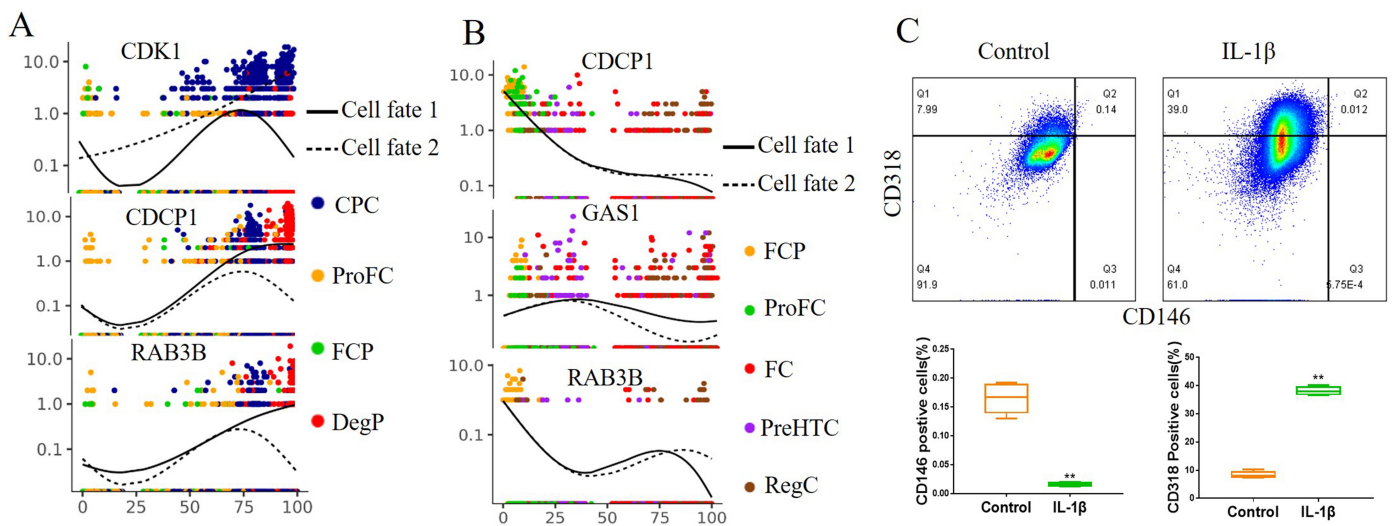 A
CDK1
10.0
1.0
0.1
Cell fate 1
Cell fate 2
CDCP1
10.0
1.0
0.1
RAB3B
10.0
1.0
0.1
0 25 50 75 100
CPC
ProFC
FCP
DegP
B
CDCP1
10.0
1.0
0.1
Cell fate 1
Cell fate 2
GAS1
10
1
RAB3B
10.0
1.0
0.1
0 25 50 75 100
FCP
ProFC
FC
PreHTC
RegC
C
Control
IL-1β
CD318
Q1
7.99
Q2
0.14
Q4
91.9
Q3
0.011
Q1
39.0
Q2
0.012
Q4
61.0
Q3
5.75E-4
CD146
CD146 postive cells(%)
0.25
0.20
0.15
0.10
0.05
0.00
**
Control IL-1β
CD318 Positive cells(%)
50
40
30
20
10
0
**
Control IL-1β